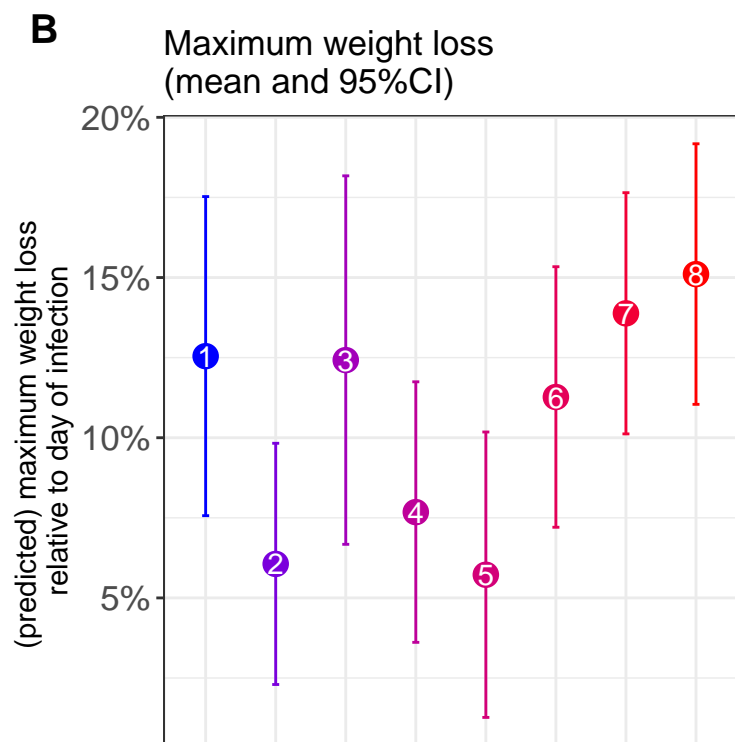 B
Maximum weight loss
(mean and 95%CI)
20%
15%
10%
5%
(predicted) maximum weight loss
relative to day of infection
1
2
3
4
5
6
7
8